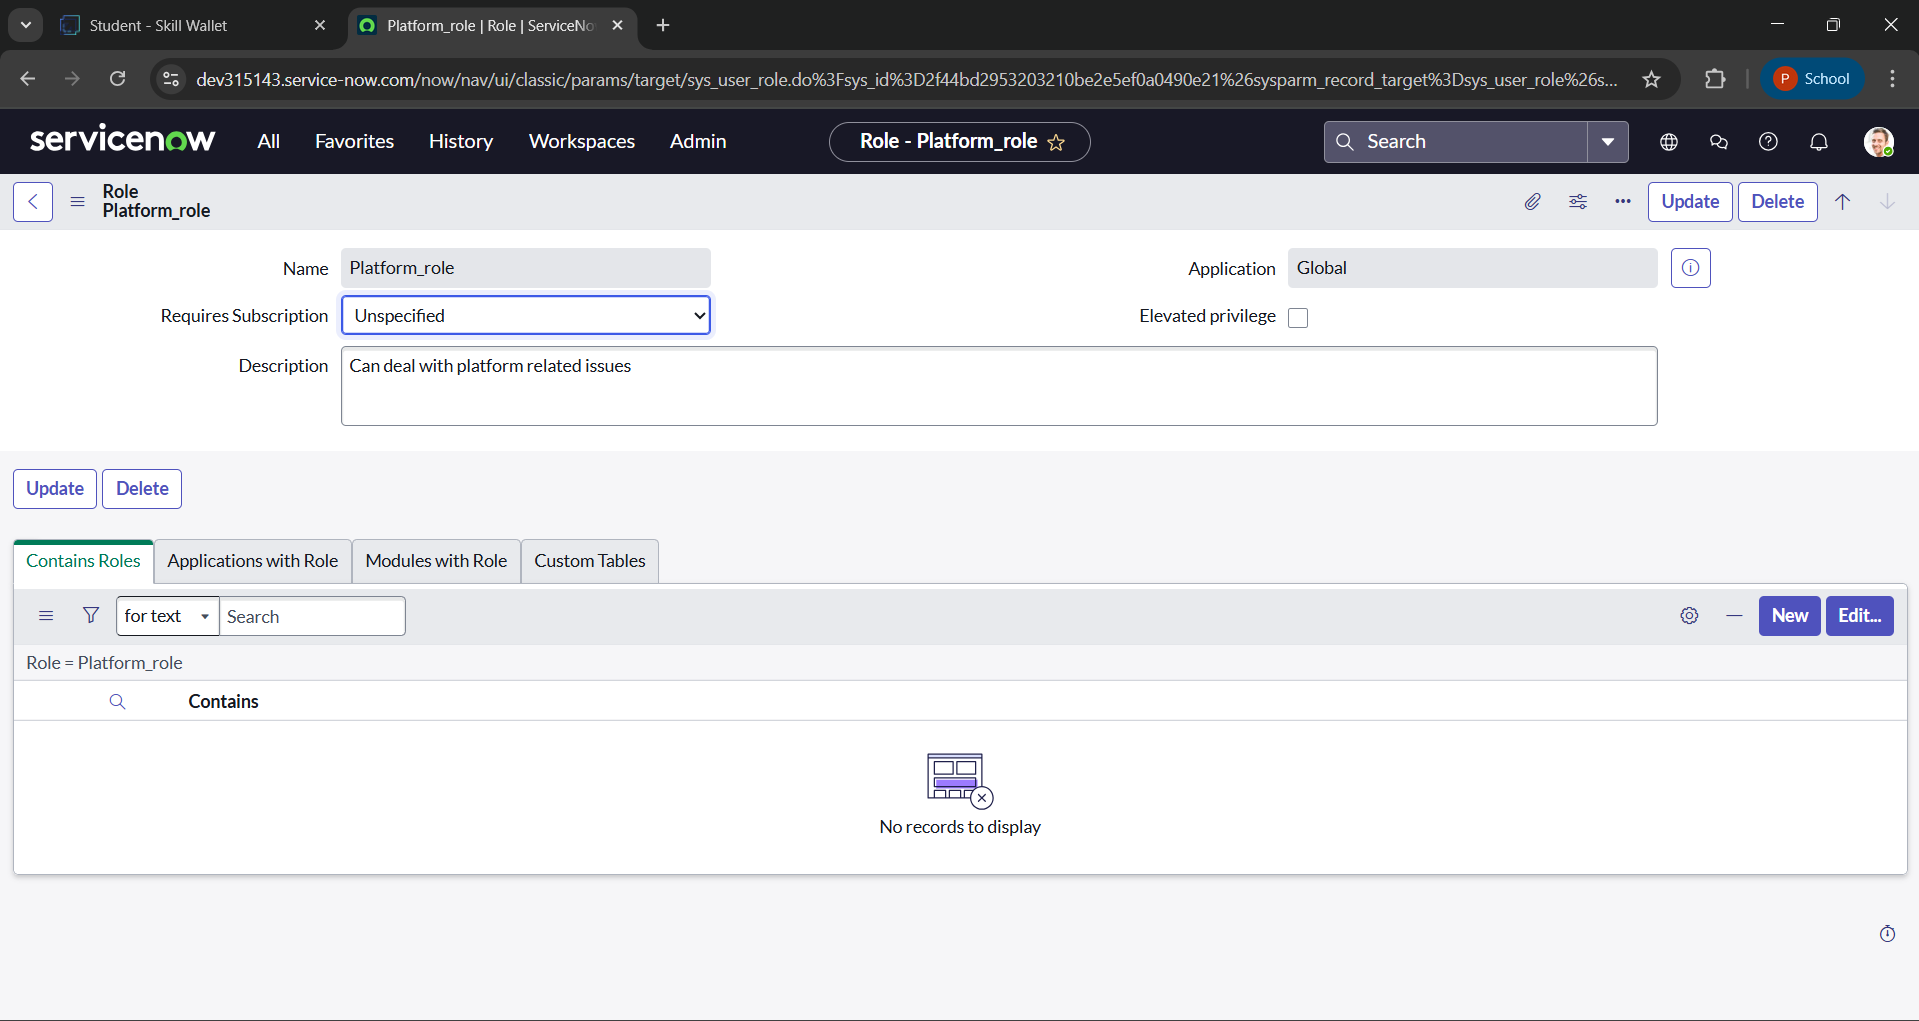 Student - Skill Wallet
Platform_role | Role | ServiceNo
dev315143.service-now.com/now/nav/ui/classic/params/target/sys_user_role.do%3Fsys_id%3D2f44bd2953203210be2e5ef0a0490e21%26sysparm_record_target%3Dsys_user_role%26s...
P School
servicenow All Favorites History Workspaces Admin Role - Platform_role Search
Role
Platform_role
Update Delete
Name Platform_role Application Global
Requires Subscription Unspecified Elevated privilege
Description Can deal with platform related issues
Update Delete
Contains Roles Applications with Role Modules with Role Custom Tables
for text Search New Edit...
Role = Platform_role
Contains
No records to display